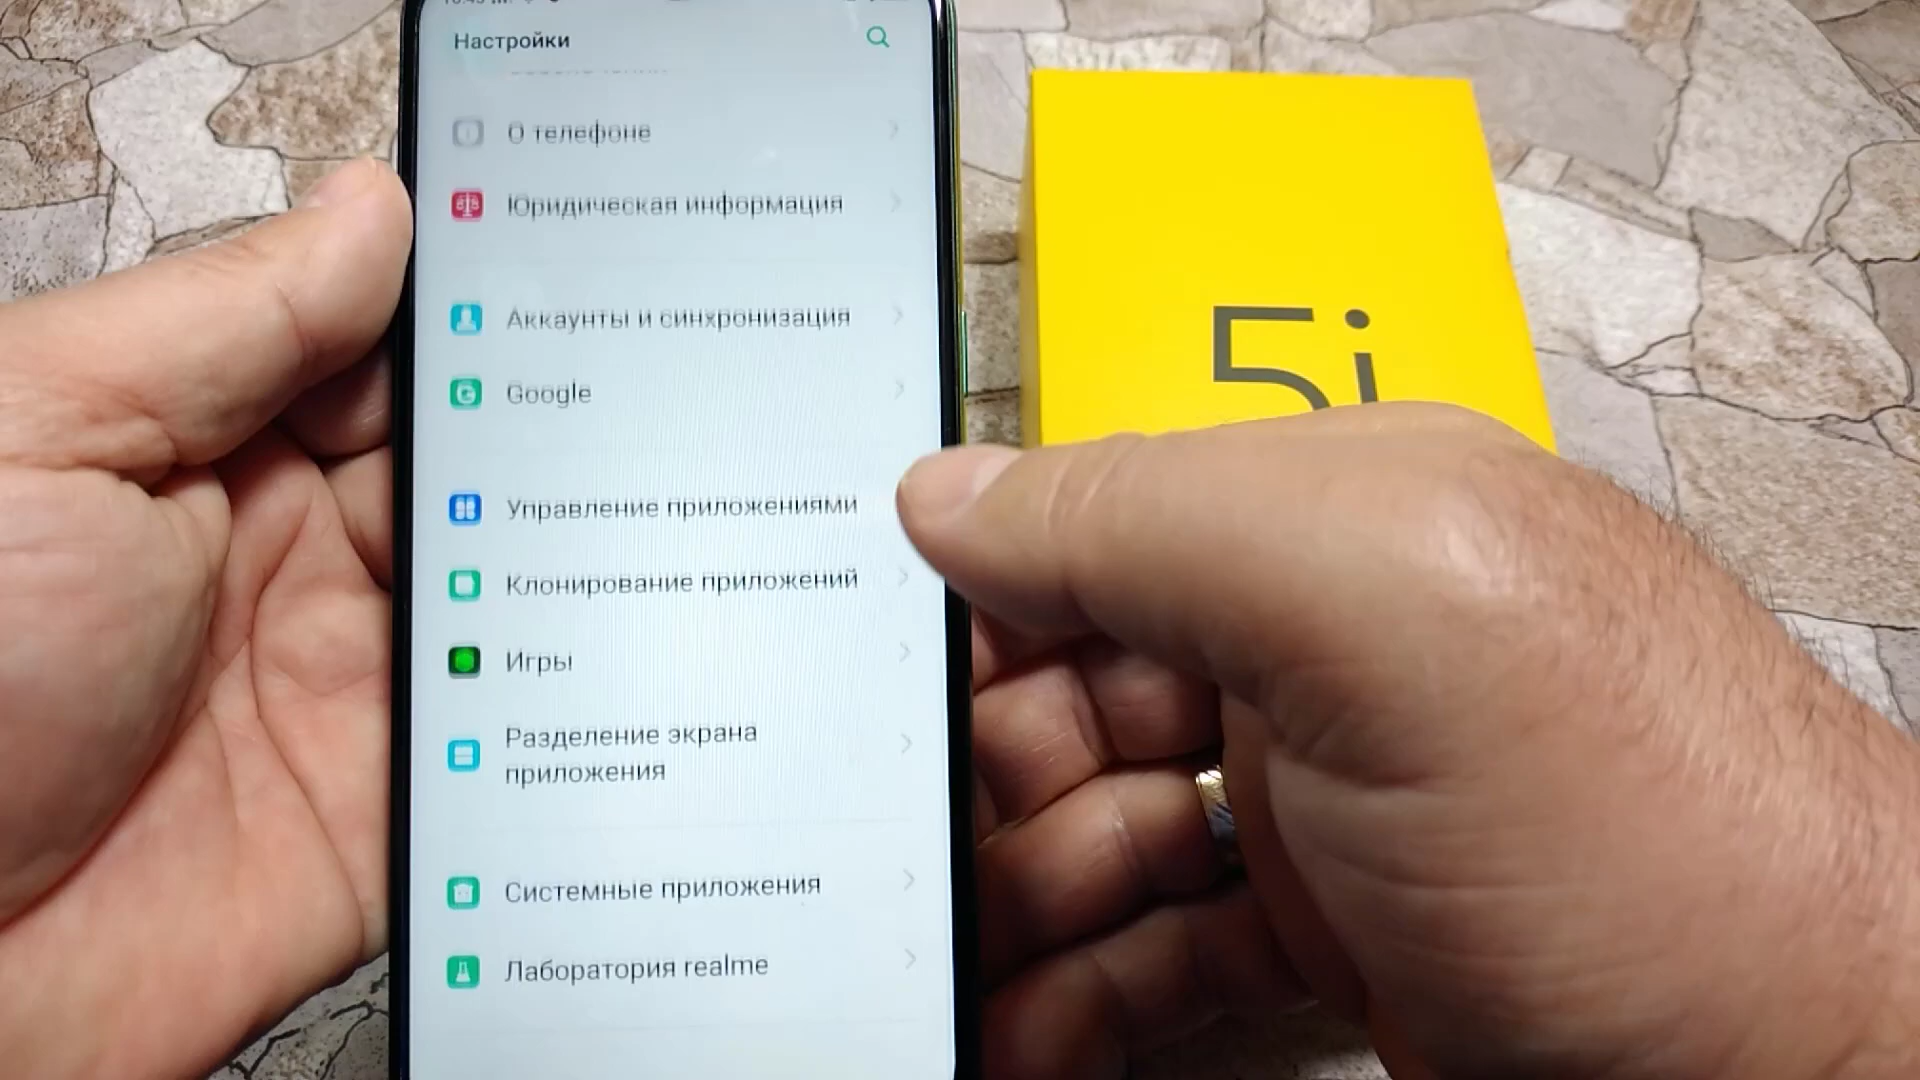 Настройки
О телефоне
Юридическая информация
Аккаунты и синхронизация
Google
Управление приложениями
Клонирование приложений
Игры
Разделение экрана
приложения
Системные приложения
Лаборатория realme
5i